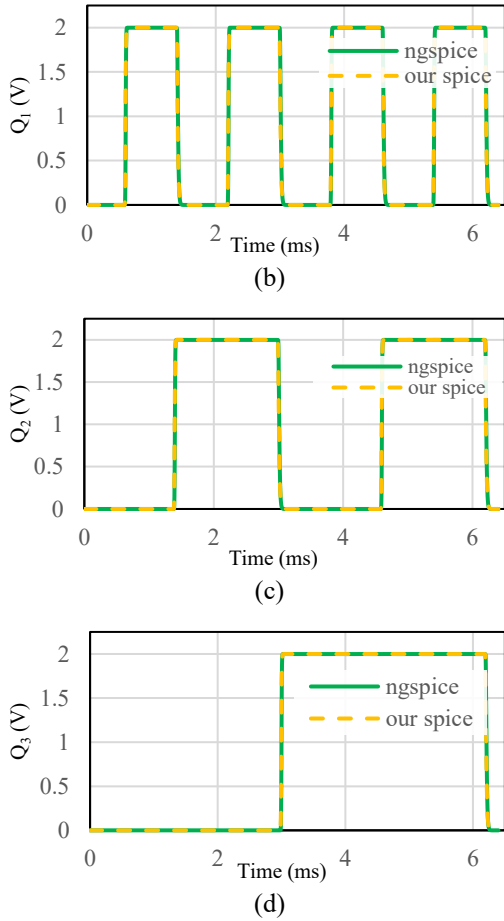 2
1.5
1
0.5
0
Q1 (V)
ngspice
our spice
0 2 4 6
Time (ms)
(b)
2
1.5
1
0.5
0
Q2 (V)
ngspice
our spice
0 2 4 6
Time (ms)
(c)
2
1.5
1
0.5
0
Q3 (V)
ngspice
our spice
0 2 4 6
Time (ms)
(d)